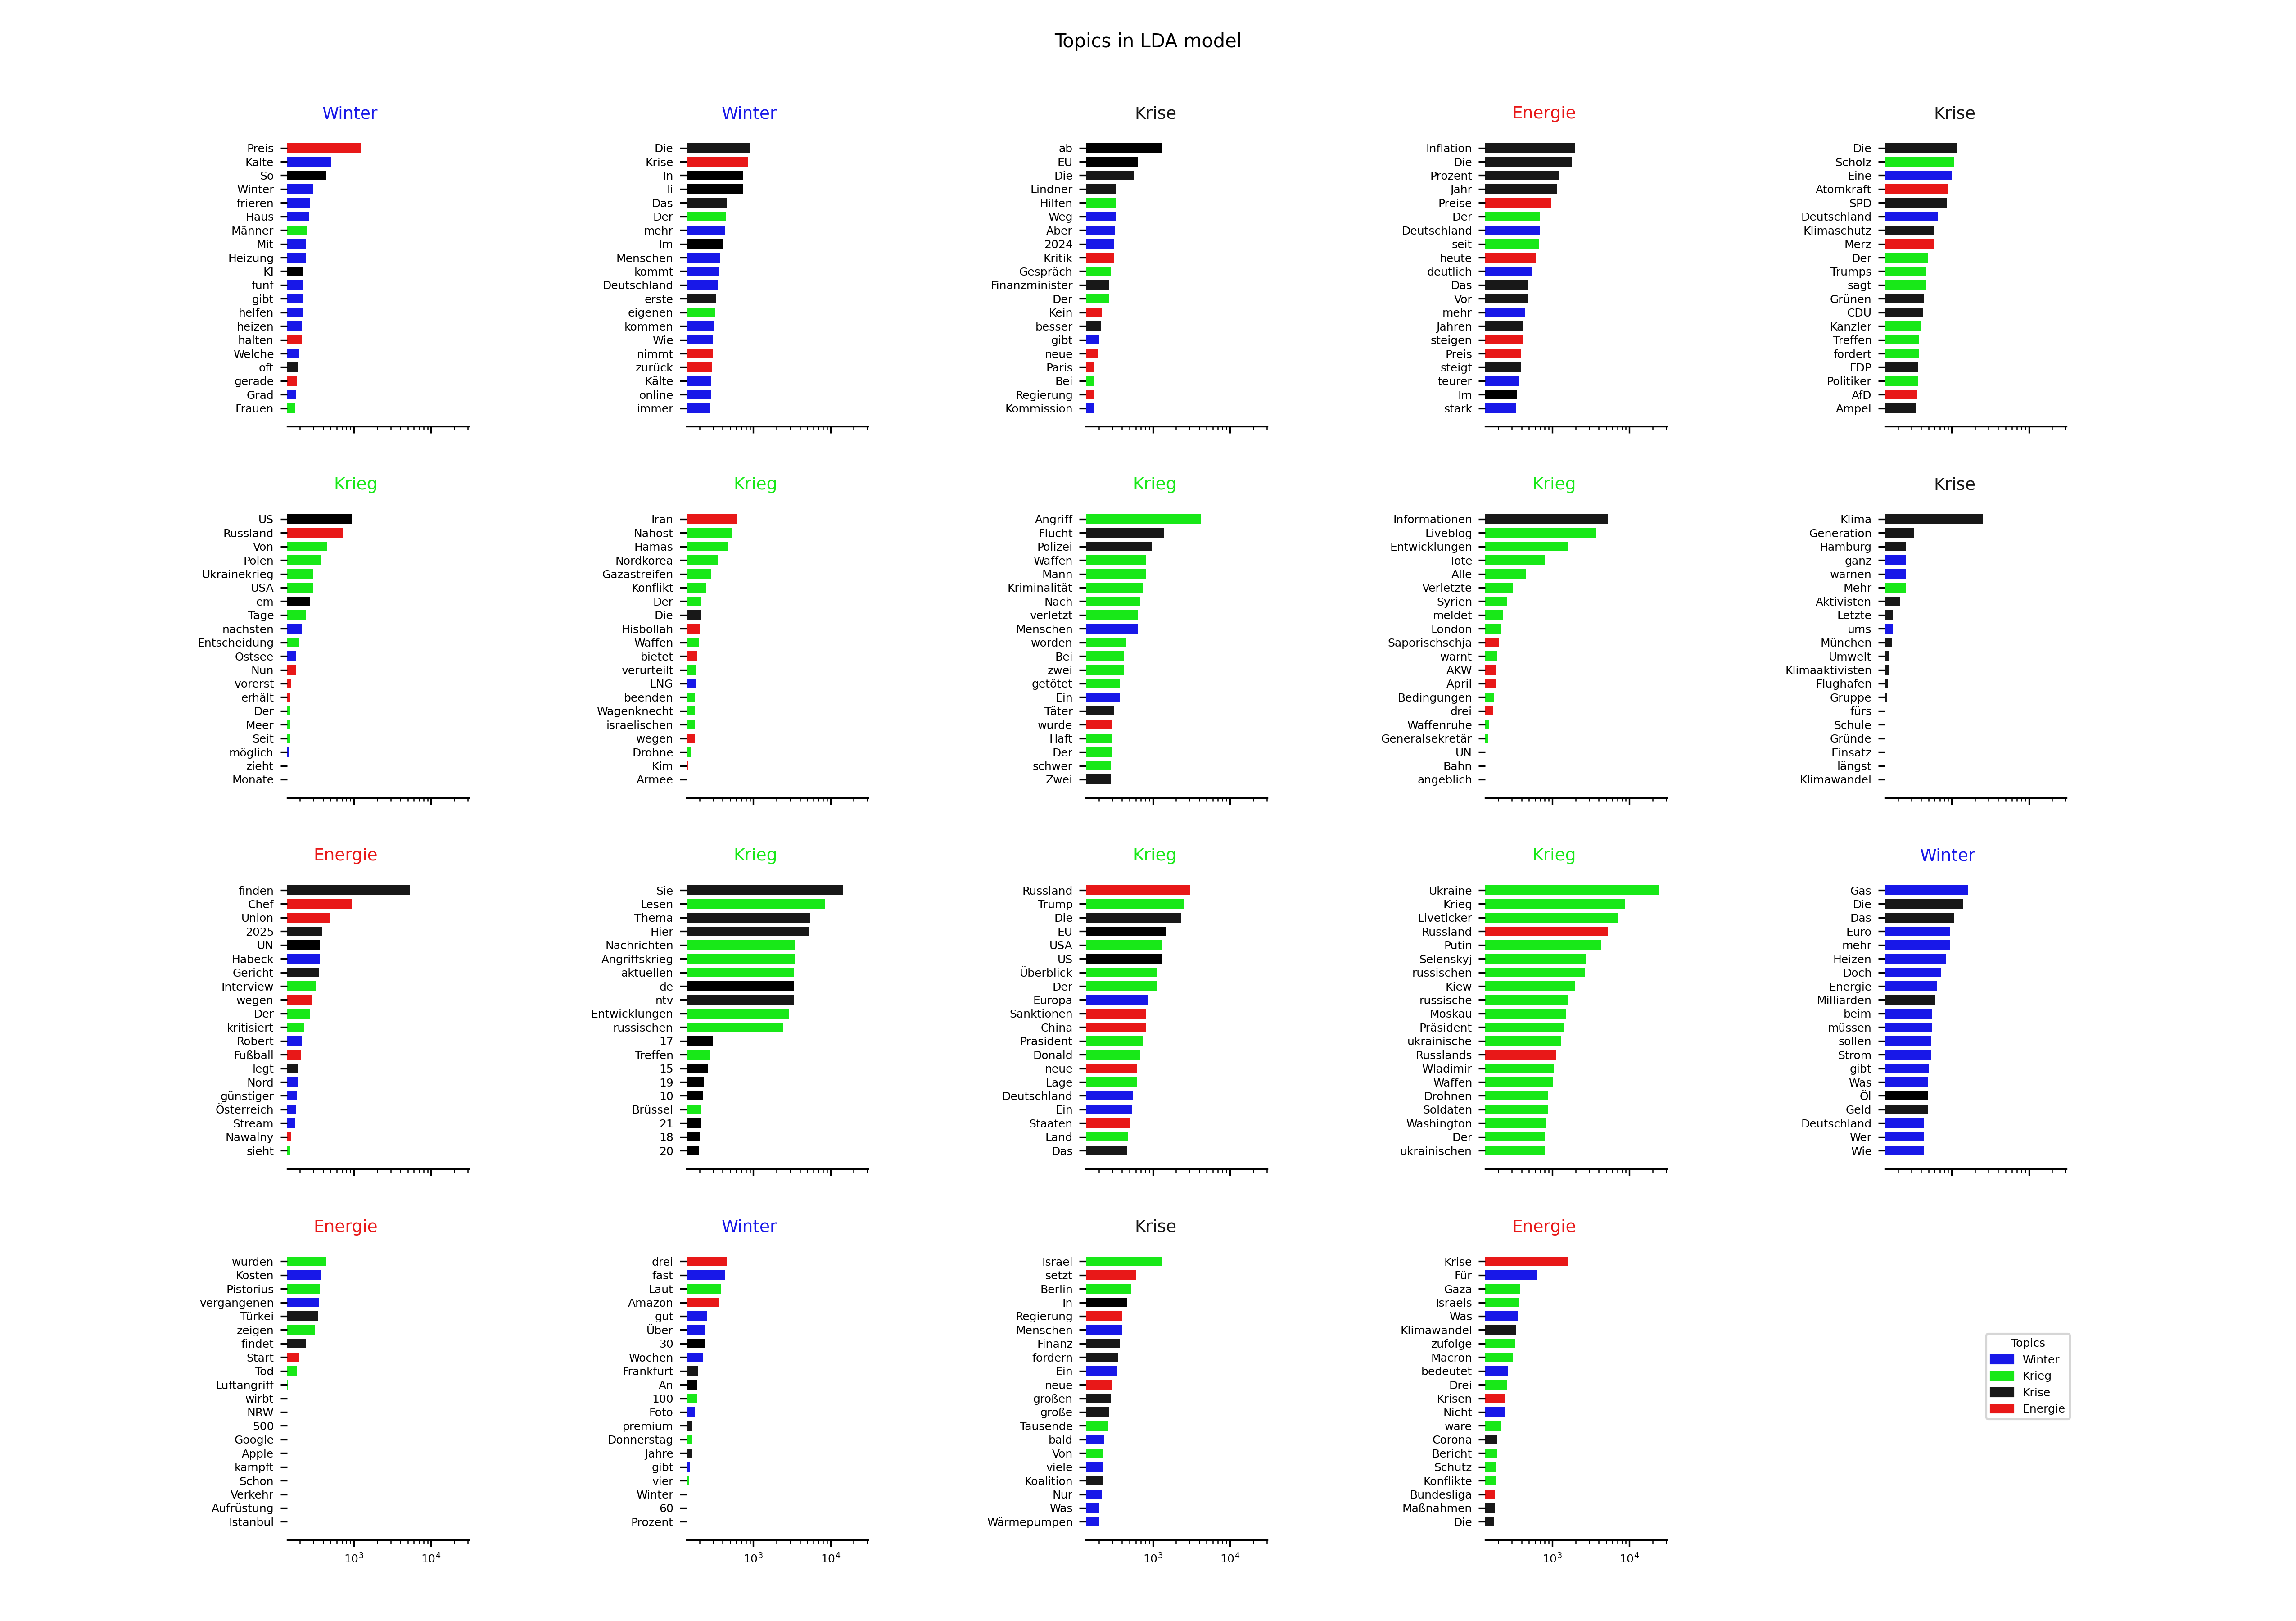 Topics in LDA model
Winter
Preis
Kälte
So
Winter
frieren
Haus
Männer
Mit
Heizung
KI
fünf
gibt
helfen
heizen
halten
Welche
oft
gerade
Grad
Frauen
Winter
Die
Krise
In
li
Das
Der
mehr
Im
Menschen
kommt
Deutschland
erste
eigenen
kommen
Wie
nimmt
zurück
Kälte
online
immer
Krise
ab
EU
Die
Lindner
Hilfen
Weg
Aber
2024
Kritik
Gespräch
Finanzminister
Der
Kein
besser
gibt
neue
Paris
Bei
Regierung
Kommission
Energie
Inflation
Die
Prozent
Jahr
Preise
Der
Deutschland
seit
heute
deutlich
Das
Vor
mehr
Jahren
steigen
Preis
steigt
teurer
Im
stark
Krise
Die
Scholz
Eine
Atomkraft
SPD
Deutschland
Klimaschutz
Merz
Der
Trumps
sagt
Grünen
CDU
Kanzler
Treffen
fordert
FDP
Politiker
AfD
Ampel
Krieg
US
Russland
Von
Polen
Ukrainekrieg
USA
em
Tage
nächsten
Entscheidung
Ostsee
Nun
vorerst
erhält
Der
Meer
Seit
möglich
zieht
Monate
Krieg
Iran
Nahost
Hamas
Nordkorea
Gazastreifen
Konflikt
Der
Die
Hisbollah
Waffen
bietet
verurteilt
LNG
beenden
Wagenknecht
israelischen
wegen
Drohne
Kim
Armee
Krieg
Angriff
Flucht
Polizei
Waffen
Mann
Kriminalität
Nach
verletzt
Menschen
worden
Bei
zwei
getötet
Ein
Täter
wurde
Haft
Der
schwer
Zwei
Krieg
Informationen
Liveblog
Entwicklungen
Tote
Alle
Verletzte
Syrien
meldet
London
Saporischschja
warnt
AKW
April
Bedingungen
drei
Waffenruhe
Generalsekretär
UN
Bahn
angeblich
Krise
Klima
Generation
Hamburg
ganz
warnen
Mehr
Aktivisten
Letzte
ums
München
Umwelt
Klimaaktivisten
Flughafen
Gruppe
fürs
Schule
Gründe
Einsatz
längst
Klimawandel
Energie
finden
Chef
Union
2025
UN
Habeck
Gericht
Interview
wegen
Der
kritisiert
Robert
Fußball
legt
Nord
günstiger
Österreich
Stream
Nawalny
sieht
Krieg
Sie
Lesen
Thema
Hier
Nachrichten
Angriffskrieg
aktuellen
de
ntv
Entwicklungen
russischen
17
Treffen
15
19
10
Brüssel
21
18
20
Krieg
Russland
Trump
Die
EU
USA
US
Überblick
Der
Europa
Sanktionen
China
Präsident
Donald
neue
Lage
Deutschland
Ein
Staaten
Land
Das
Krieg
Ukraine
Krieg
Liveticker
Russland
Putin
Selenskyj
russischen
Kiew
russische
Moskau
Präsident
ukrainische
Russlands
Wladimir
Waffen
Drohnen
Soldaten
Washington
Der
ukrainischen
Winter
Gas
Die
Das
Euro
mehr
Heizen
Doch
Energie
Milliarden
beim
müssen
sollen
Strom
gibt
Was
Öl
Geld
Deutschland
Wer
Wie
Energie
wurden
Kosten
Pistorius
vergangenen
Türkei
zeigen
findet
Start
Tod
Luftangriff
wirbt
NRW
500
Google
Apple
kämpft
Schon
Verkehr
Aufrüstung
Istanbul
10³
10⁴
Winter
drei
fast
Laut
Amazon
gut
Über
30
Wochen
Frankfurt
An
100
Foto
premium
Donnerstag
Jahre
gibt
vier
Winter
60
Prozent
10³
10⁴
Krise
Israel
setzt
Berlin
In
Regierung
Menschen
Finanz
fordern
Ein
neue
großen
große
Tausende
bald
Von
viele
Koalition
Nur
Was
Wärmepumpen
10³
10⁴
Energie
Krise
Für
Gaza
Israels
Was
Klimawandel
zufolge
Macron
bedeutet
Drei
Krisen
Nicht
wäre
Corona
Bericht
Schutz
Konflikte
Bundesliga
Maßnahmen
Die
10³
10⁴
Topics
Winter
Krieg
Krise
Energie